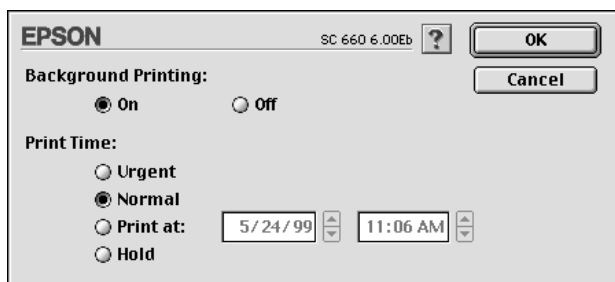 EPSON SC 660 6.00Eb ? OK
Background Printing: Cancel
On Off
Print Time:
Urgent
Normal
Print at: 5/24/99 11:06 AM
Hold